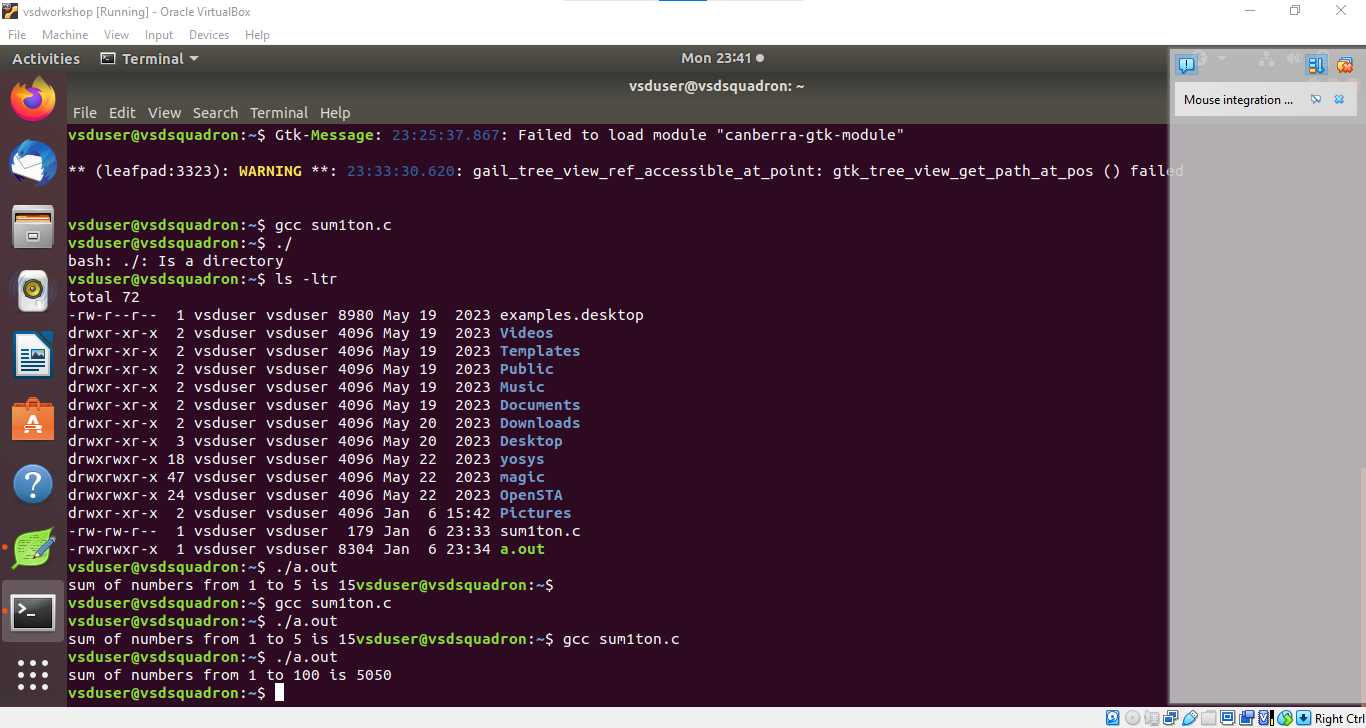 vsdworkshop [Running] - Oracle VirtualBox
File Machine View Input Devices Help
Activities Terminal Mon 23:41
vsduser@vsdsquadron: ~
File Edit View Search Terminal Help
Mouse integration ...
vsduser@vsdsquadron:~$ Gtk-Message: 23:25:37.867: Failed to load module "canberra-gtk-module"
** (leafpad:3323): WARNING **: 23:33:30.620: gail_tree_view_ref_accessible_at_point: gtk_tree_view_get_path_at_pos () failed
vsduser@vsdsquadron:~$ gcc sum1ton.c
vsduser@vsdsquadron:~$ ./
bash: ./: Is a directory
vsduser@vsdsquadron:~$ ls -ltr
total 72
-rw-r--r--  1 vsduser vsduser 8980 May 19  2023 examples.desktop
drwxr-xr-x  2 vsduser vsduser 4096 May 19  2023 Videos
drwxr-xr-x  2 vsduser vsduser 4096 May 19  2023 Templates
drwxr-xr-x  2 vsduser vsduser 4096 May 19  2023 Public
drwxr-xr-x  2 vsduser vsduser 4096 May 19  2023 Music
drwxr-xr-x  2 vsduser vsduser 4096 May 19  2023 Documents
drwxr-xr-x  2 vsduser vsduser 4096 May 20  2023 Downloads
drwxr-xr-x  3 vsduser vsduser 4096 May 20  2023 Desktop
drwxrwxr-x 18 vsduser vsduser 4096 May 22  2023 yosys
drwxrwxr-x 47 vsduser vsduser 4096 May 22  2023 magic
drwxrwxr-x 24 vsduser vsduser 4096 May 22  2023 OpenSTA
drwxr-xr-x  2 vsduser vsduser 4096 Jan  6 15:42 Pictures
-rw-rw-r--  1 vsduser vsduser  179 Jan  6 23:33 sum1ton.c
-rwxrwxr-x  1 vsduser vsduser 8304 Jan  6 23:34 a.out
vsduser@vsdsquadron:~$ ./a.out
sum of numbers from 1 to 5 is 15vsduser@vsdsquadron:~$
vsduser@vsdsquadron:~$ gcc sum1ton.c
vsduser@vsdsquadron:~$ ./a.out
sum of numbers from 1 to 5 is 15vsduser@vsdsquadron:~$ gcc sum1ton.c
vsduser@vsdsquadron:~$ ./a.out
sum of numbers from 1 to 100 is 5050
vsduser@vsdsquadron:~$
Right Ctrl